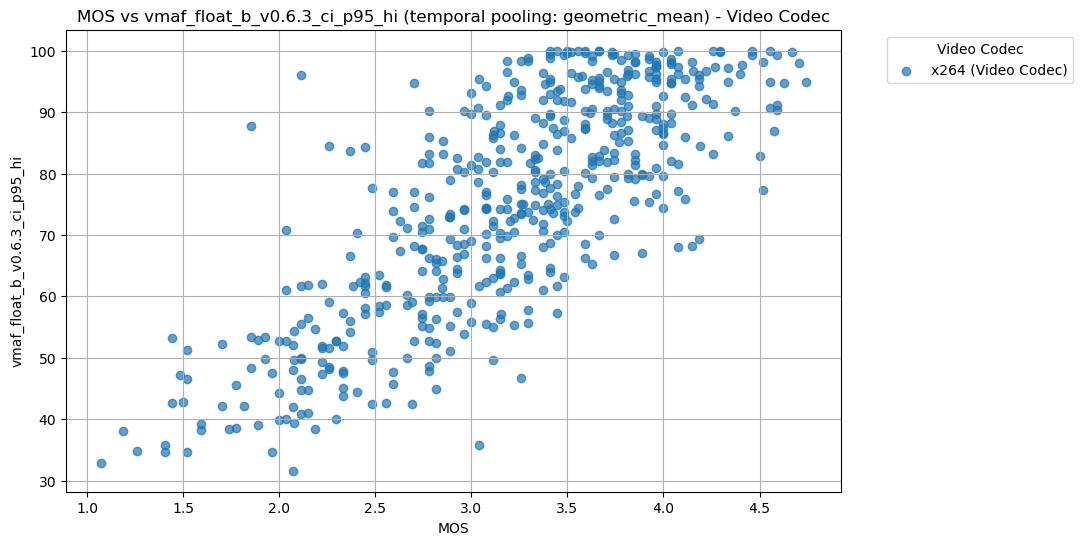 MOS vs vmaf_float_b_v0.6.3_ci_p95_hi (temporal pooling: geometric_mean) - Video Codec
Video Codec
x264 (Video Codec)
vmaf_float_b_v0.6.3_ci_p95_hi
100
90
80
70
60
50
40
30
1.0 1.5 2.0 2.5 3.0 3.5 4.0 4.5
MOS